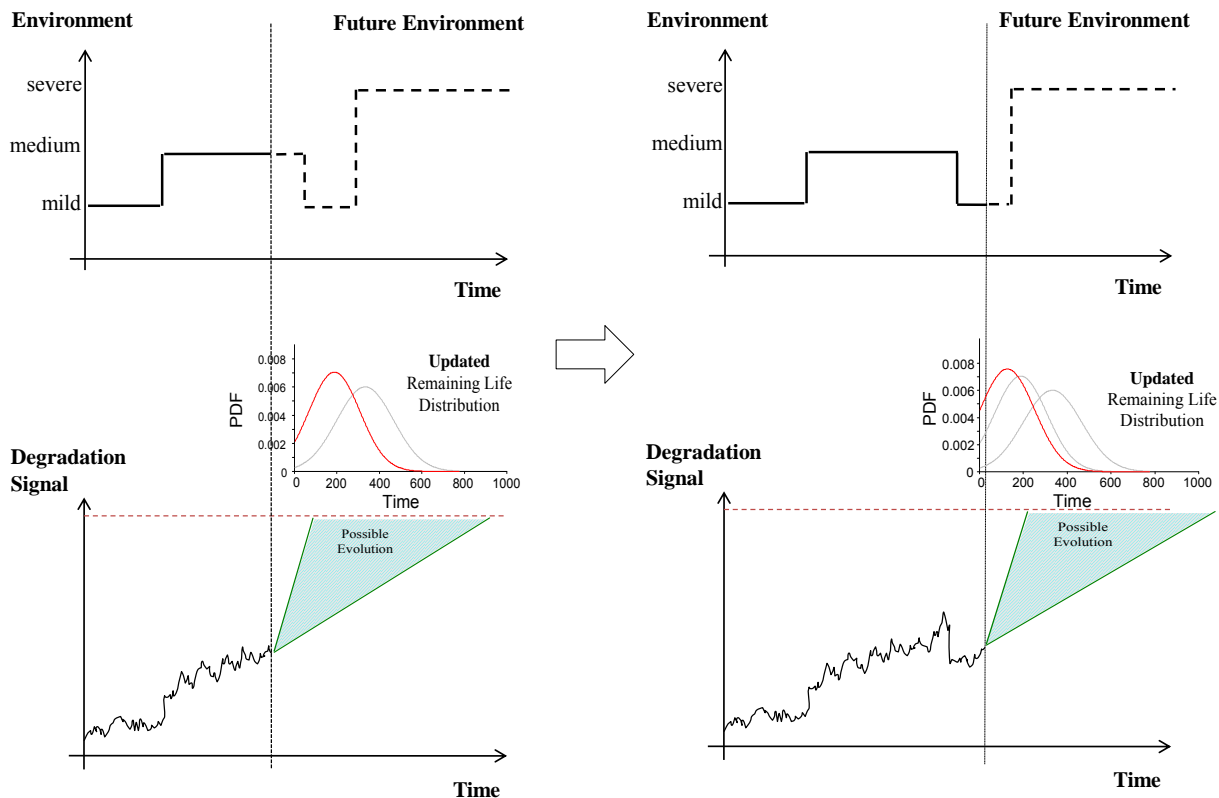 Environment
Future Environment
severe
medium
mild
Time
0.008
0.006
0.004
0.002
0
PDF
0 200 400 600 800 1000
Time
Updated
Remaining Life
Distribution
Degradation
Signal
Possible
Evolution
Time
Environment
Future Environment
severe
medium
mild
Time
0.008
0.006
0.004
0.002
0
PDF
0 200 400 600 800 1000
Time
Updated
Remaining Life
Distribution
Degradation
Signal
Possible
Evolution
Time